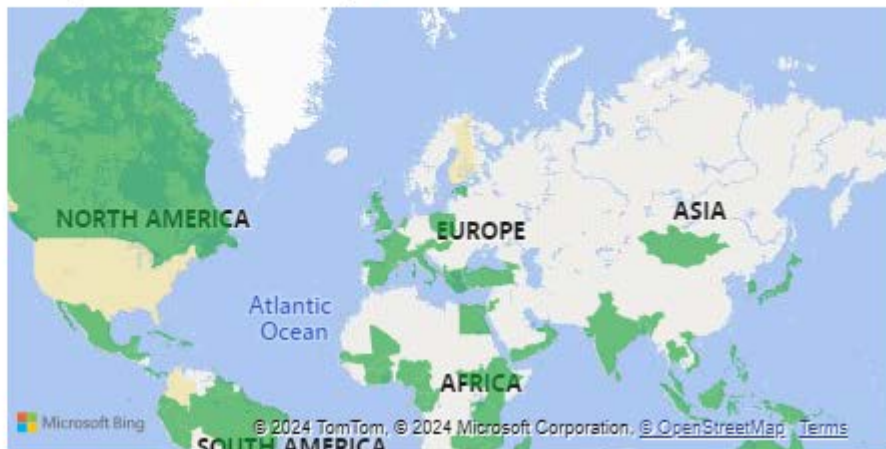 NORTH AMERICA
EUROPE
ASIA
Atlantic
Ocean
AFRICA
Microsoft Bing
© 2024 TomTom, © 2024 Microsoft Corporation, © OpenStreetMap Terms
SOUTH AMERICA